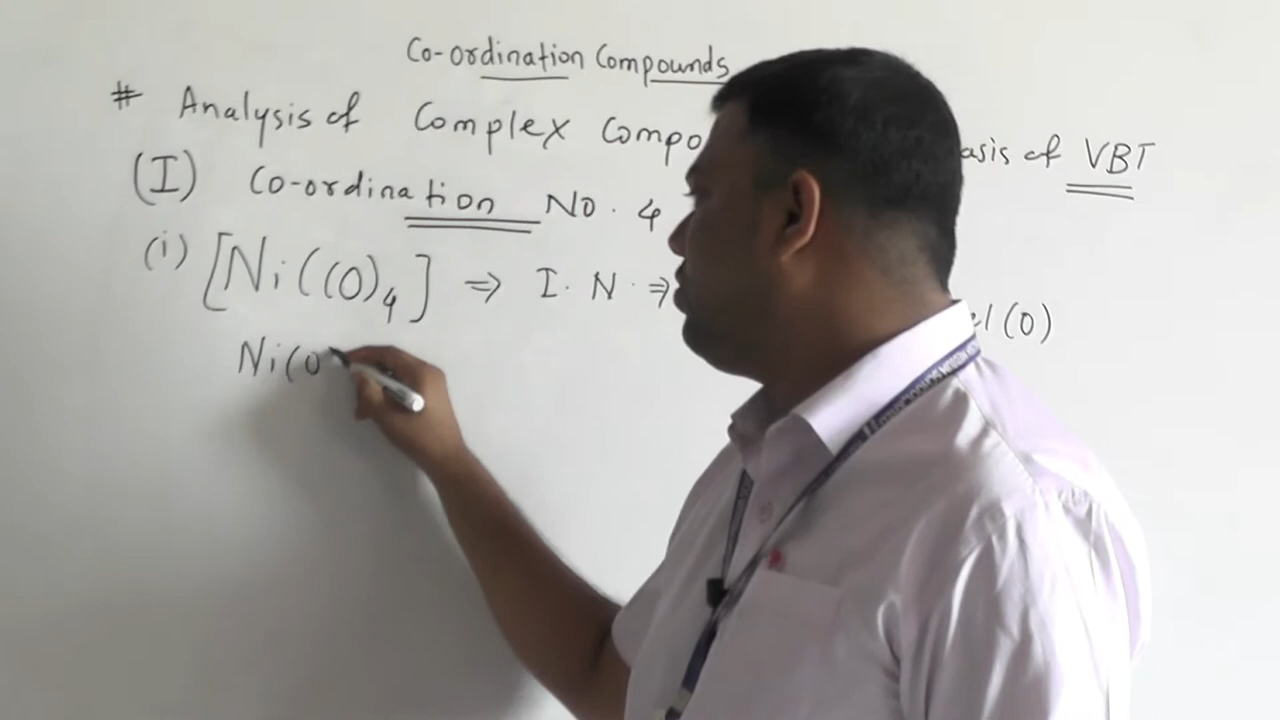 Co-ordination Compounds
# Analysis of Complex Compo asis of VBT
(I) Co-ordination No. 4
(i) [Ni(CO)4] ⇒ I. N. ⇒ el(0)
Ni(0